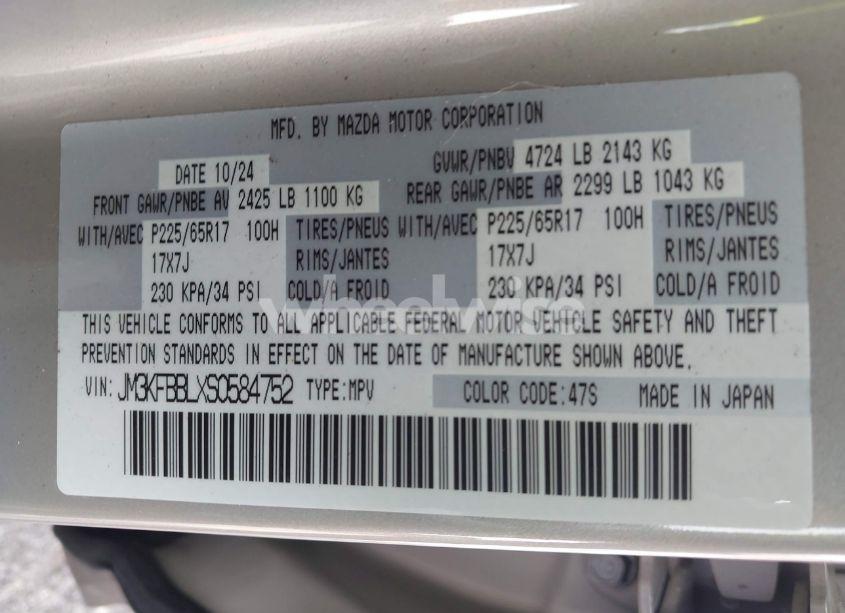 MFD. BY MAZDA MOTOR CORPORATION
DATE 10/24 GVWR/PNBV 4724 LB 2143 KG
FRONT GAWR/PNBE AV 2425 LB 1100 KG REAR GAWR/PNBE AR 2299 LB 1043 KG
WITH/AVEC P225/65R17 100H TIRES/PNEUS WITH/AVEC P225/65R17 100H TIRES/PNEUS
17X7J RIMS/JANTES 17X7J RIMS/JANTES
230 KPA/34 PSI COLD/A FROID 230 KPA/34 PSI COLD/A FROID
wheelwise
THIS VEHICLE CONFORMS TO ALL APPLICABLE FEDERAL MOTOR VEHICLE SAFETY AND THEFT
PREVENTION STANDARDS IN EFFECT ON THE DATE OF MANUFACTURE SHOWN ABOVE.
VIN: JM3KFBBLXS0584752 TYPE:MPV COLOR CODE:47S MADE IN JAPAN